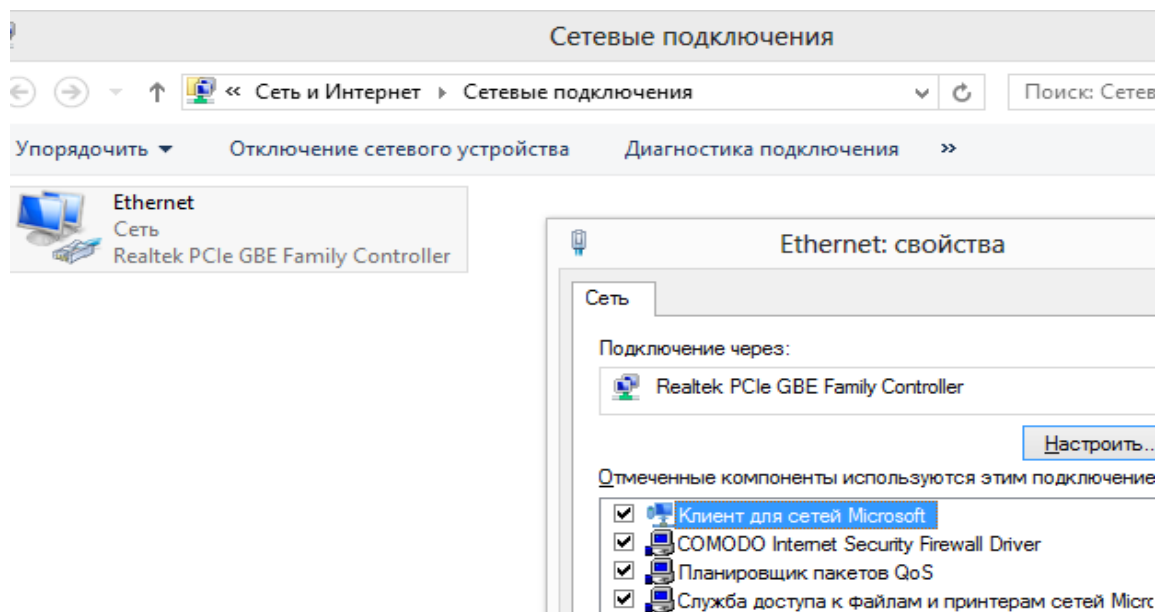 Сетевые подключения
« Сеть и Интернет Сетевые подключения
Поиск: Сетев
Упорядочить Отключение сетевого устройства Диагностика подключения »
Ethernet
Сеть
Realtek PCIe GBE Family Controller
Ethernet: свойства
Сеть
Подключение через:
Realtek PCIe GBE Family Controller
Настроить...
Отмеченные компоненты используются этим подключение
Клиент для сетей Microsoft
COMODO Internet Security Firewall Driver
Планировщик пакетов QoS
Служба доступа к файлам и принтерам сетей Micro